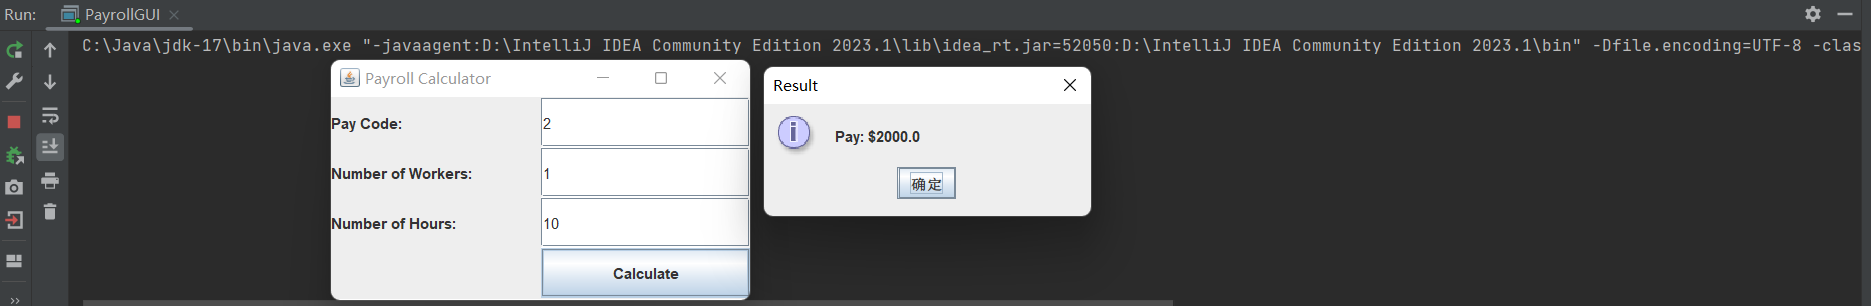 Run: PayrollGUI
C:\Java\jdk-17\bin\java.exe "-javaagent:D:\IntelliJ IDEA Community Edition 2023.1\lib\idea_rt.jar=52050:D:\IntelliJ IDEA Community Edition 2023.1\bin" -Dfile.encoding=UTF-8 -clas
Payroll Calculator
Pay Code: 2
Number of Workers: 1
Number of Hours: 10
Calculate
Result
Pay: $2000.0
确定